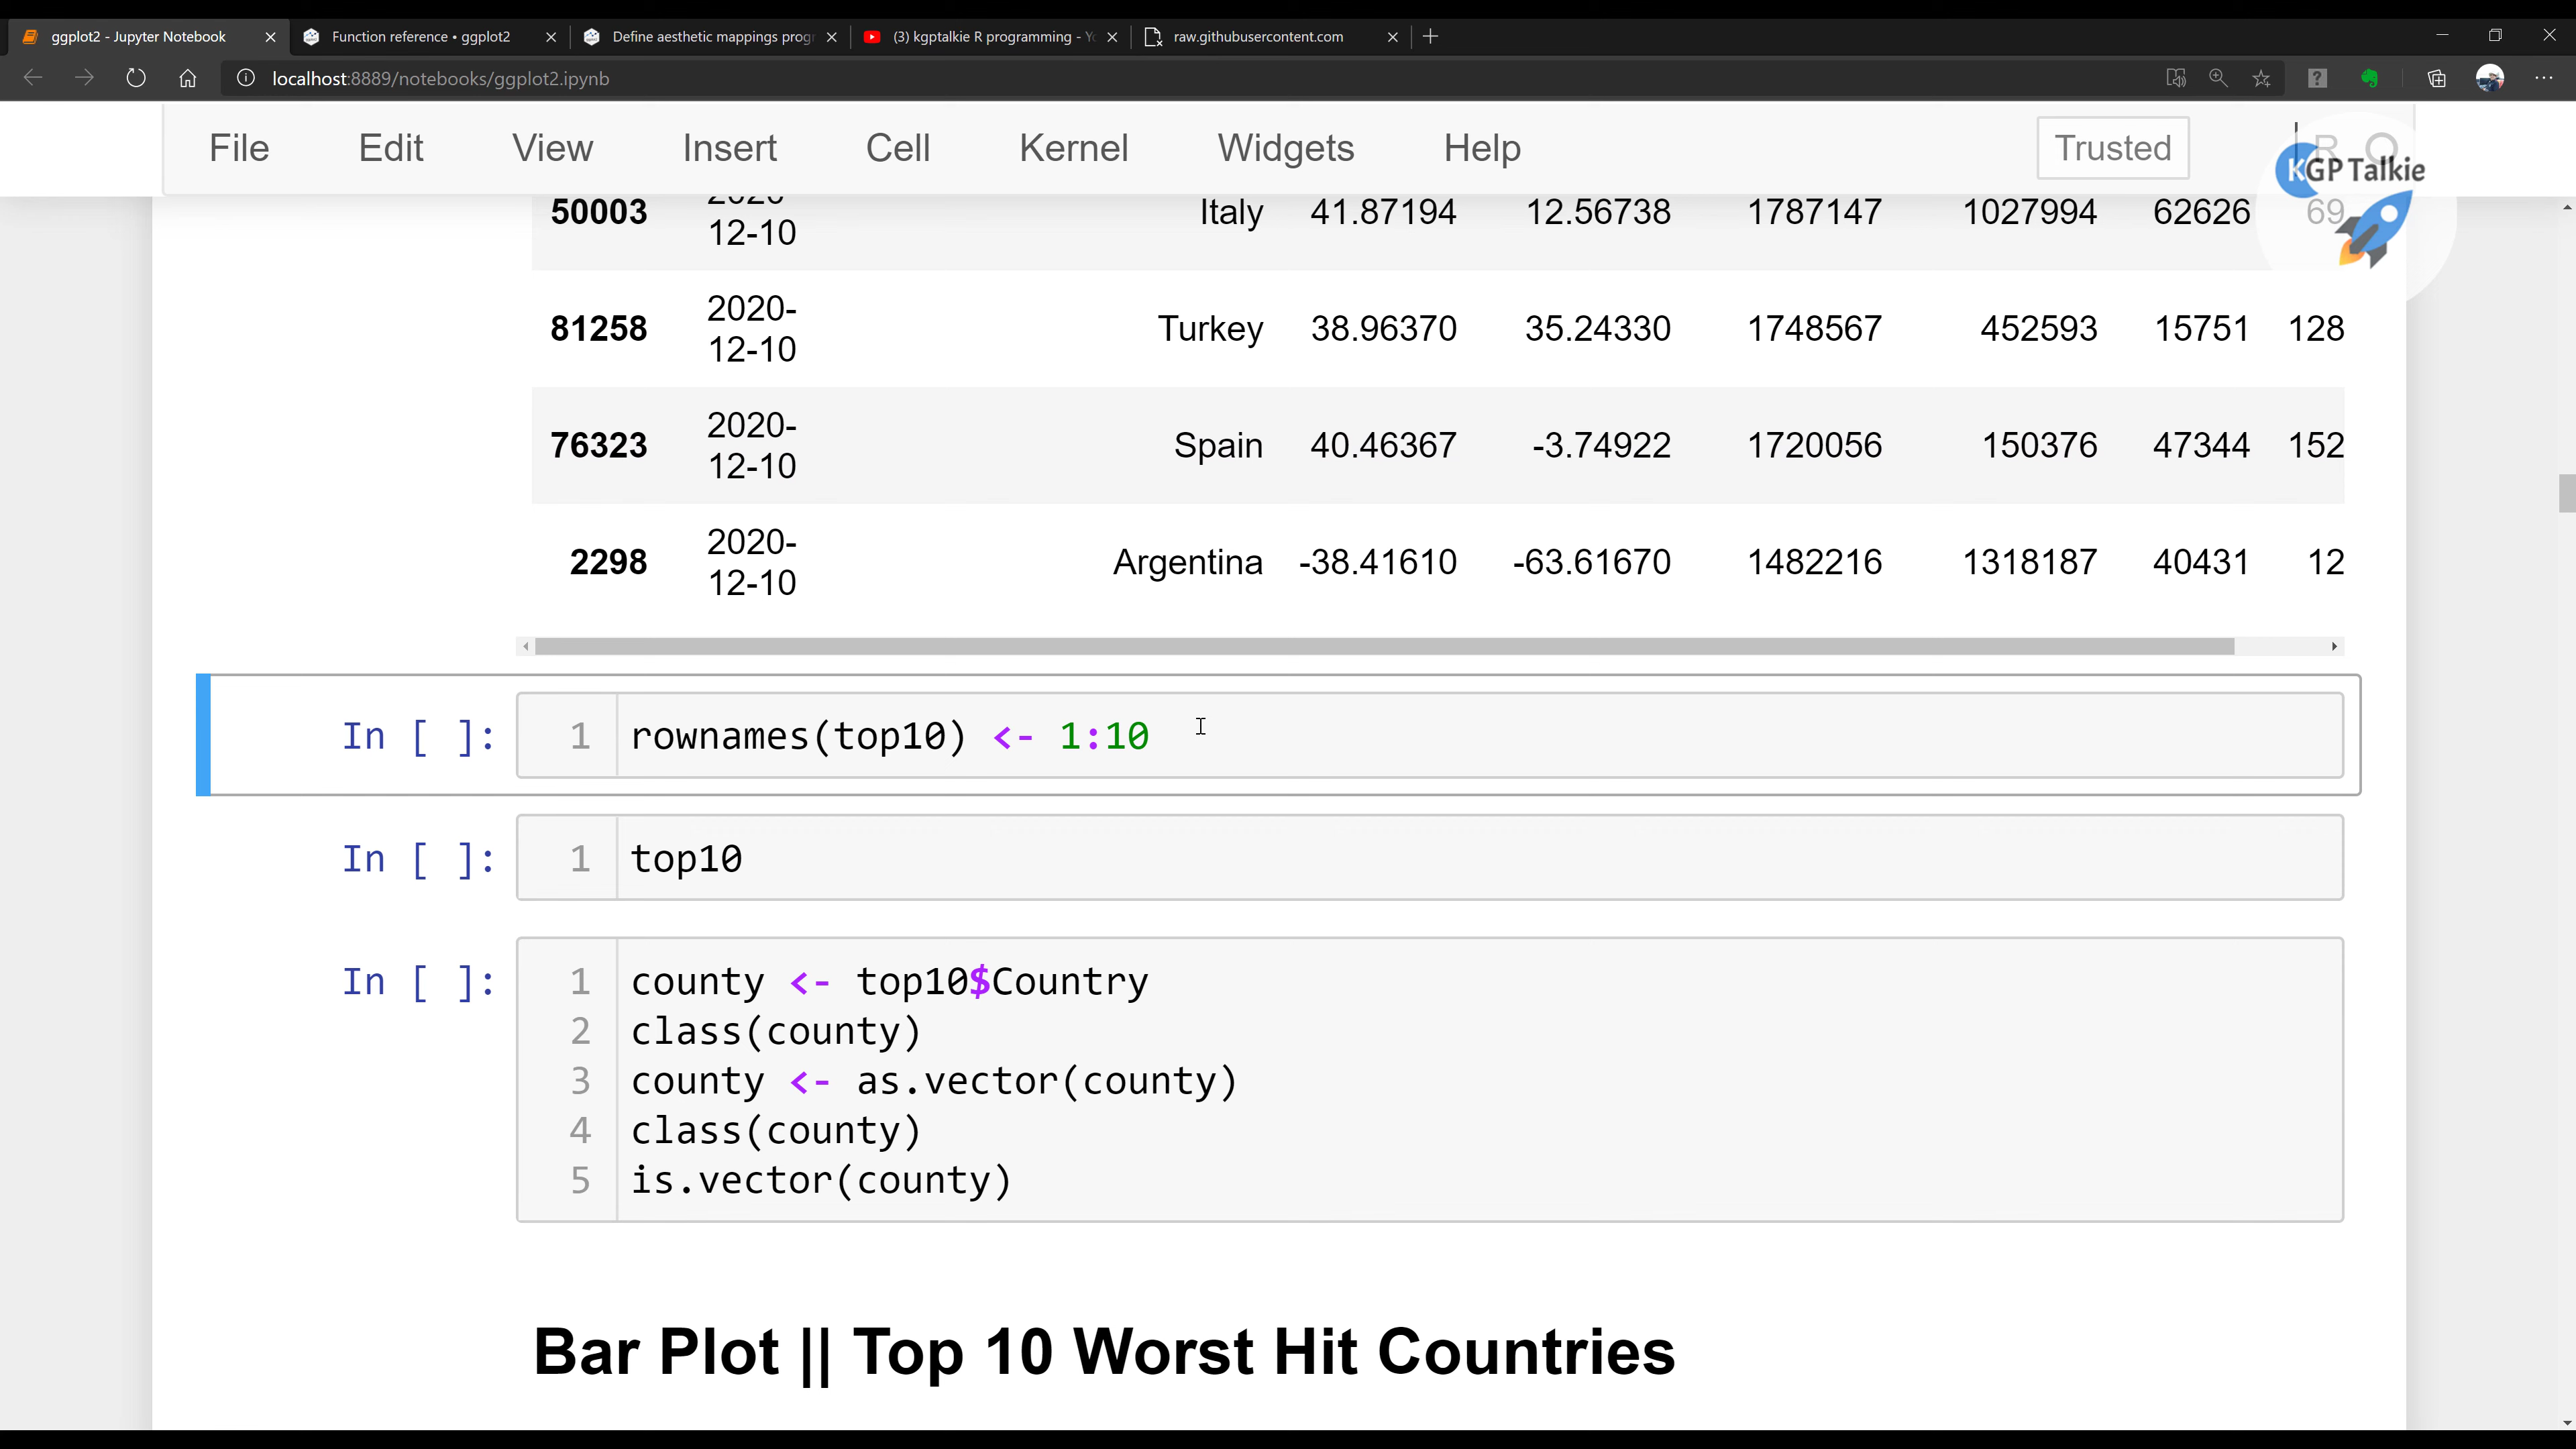 ggplot2 - Jupyter Notebook
Function reference • ggplot2
Define aesthetic mappings prog
(3) kgptalkie R programming - Yo
raw.githubusercontent.com
localhost:8889/notebooks/ggplot2.ipynb
File Edit View Insert Cell Kernel Widgets Help Trusted R
KGP Talkie
50003 2020-12-10 Italy 41.87194 12.56738 1787147 1027994 62626 69
81258 2020-12-10 Turkey 38.96370 35.24330 1748567 452593 15751 128
76323 2020-12-10 Spain 40.46367 -3.74922 1720056 150376 47344 152
2298 2020-12-10 Argentina -38.41610 -63.61670 1482216 1318187 40431 12
In [ ]: 1 rownames(top10) <- 1:10
In [ ]: 1 top10
In [ ]: 1 county <- top10$Country
2 class(county)
3 county <- as.vector(county)
4 class(county)
5 is.vector(county)
Bar Plot || Top 10 Worst Hit Countries